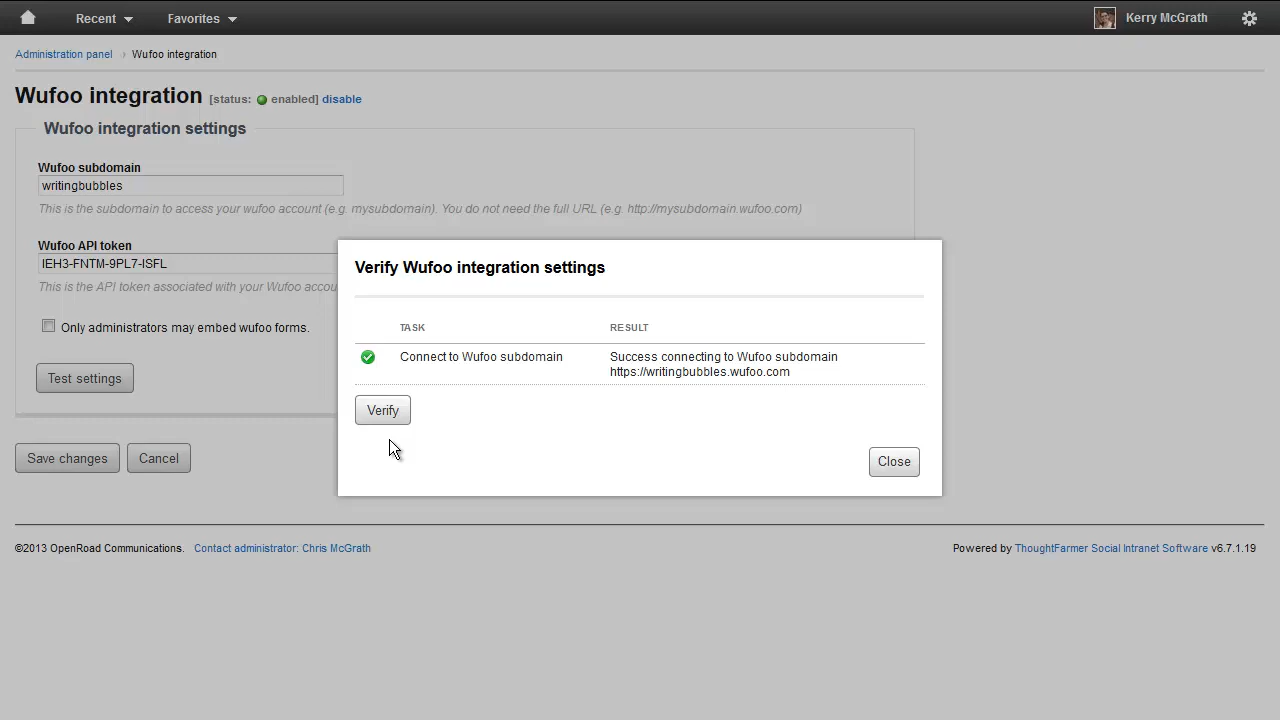 Recent
Favorites
Kerry McGrath
Administration panel › Wufoo integration
Wufoo integration [status: enabled] disable
Wufoo integration settings
Wufoo subdomain
writingbubbles
This is the subdomain to access your wufoo account (e.g. mysubdomain). You do not need the full URL (e.g. http://mysubdomain.wufoo.com)
Wufoo API token
IEH3-FNTM-9PL7-ISFL
This is the API token associated with your Wufoo
Only administrators may embed wufoo forms.
Test settings
Save changes
Cancel
Verify Wufoo integration settings
TASK
RESULT
Connect to Wufoo subdomain
Success connecting to Wufoo subdomain
https://writingbubbles.wufoo.com
Verify
Close
©2013 OpenRoad Communications. Contact administrator: Chris McGrath
Powered by ThoughtFarmer Social Intranet Software v6.7.1.19